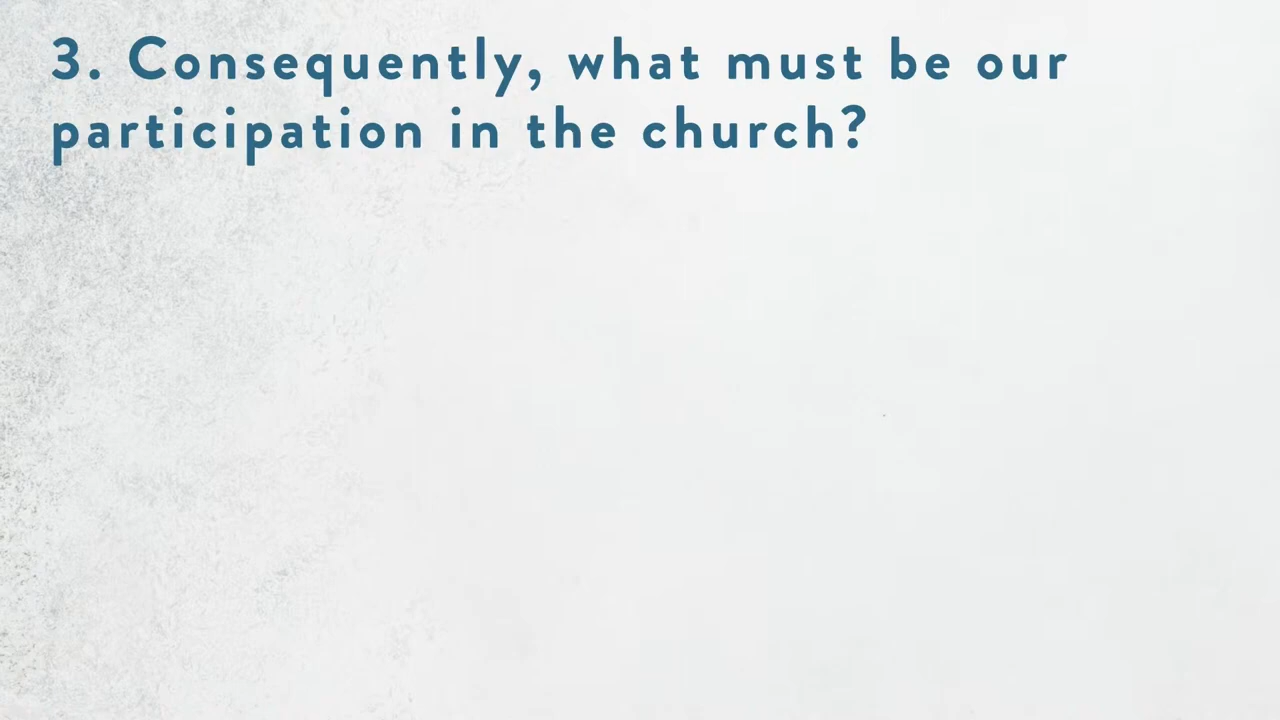 3. Consequently, what must be our
participation in the church?